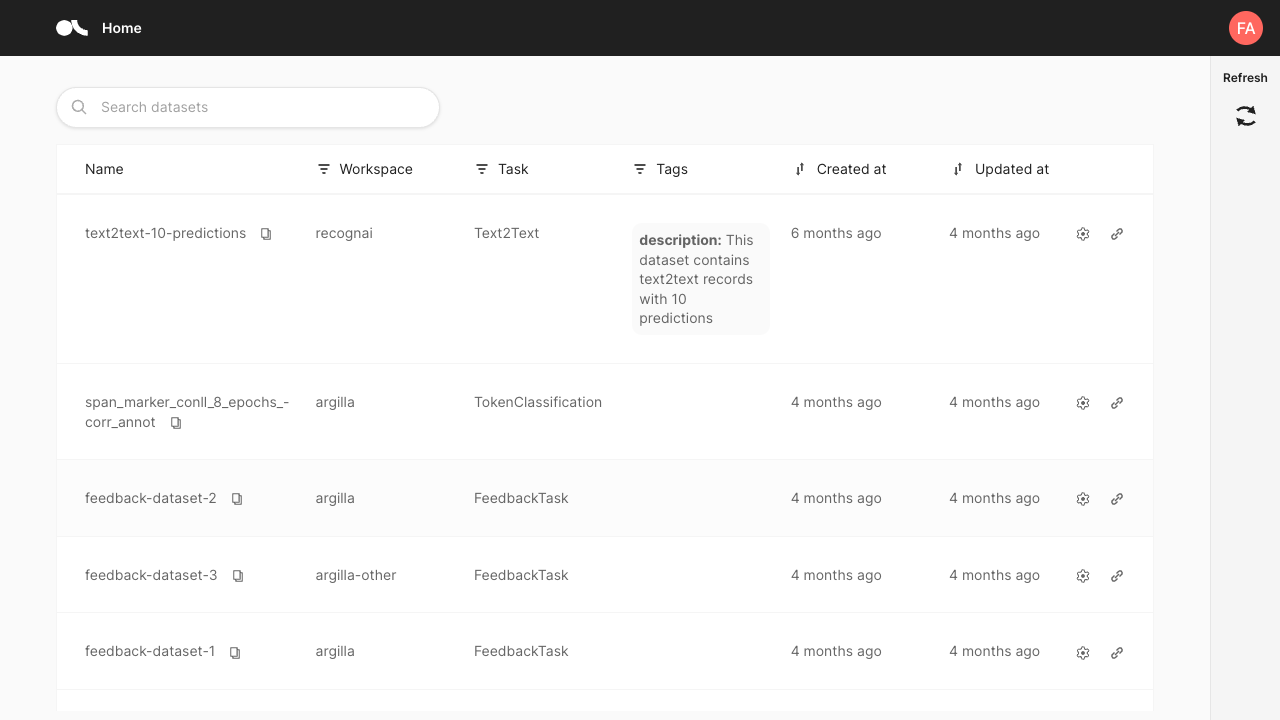 Home
FA
Refresh
Search datasets
Name Workspace Task Tags Created at Updated at
text2text-10-predictions recognai Text2Text description: This 6 months ago 4 months ago
dataset contains
text2text records
with 10
predictions
span_marker_conll_8_epochs_- argilla TokenClassification 4 months ago 4 months ago
corr_annot
feedback-dataset-2 argilla FeedbackTask 4 months ago 4 months ago
feedback-dataset-3 argilla-other FeedbackTask 4 months ago 4 months ago
feedback-dataset-1 argilla FeedbackTask 4 months ago 4 months ago